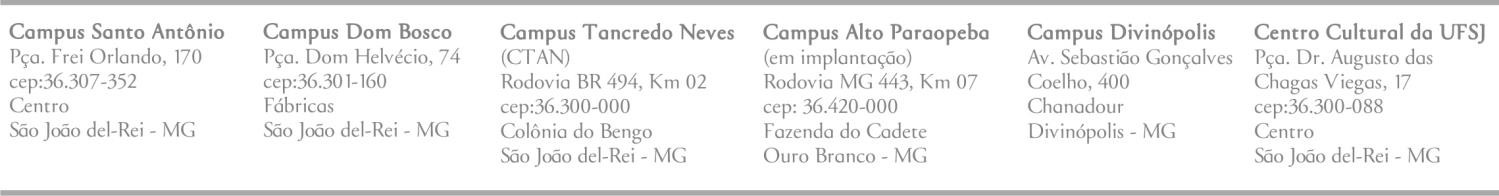 Campus Santo Antônio
Pça. Frei Orlando, 170
cep:36.307-352
Centro
São João del-Rei - MG
Campus Dom Bosco
Pça. Dom Helvécio, 74
cep:36.301-160
Fábricas
São João del-Rei - MG
Campus Tancredo Neves
(CTAN)
Rodovia BR 494, Km 02
cep:36.300-000
Colônia do Bengo
São João del-Rei - MG
Campus Alto Paraopeba
(em implantação)
Rodovia MG 443, Km 07
cep: 36.420-000
Fazenda do Cadete
Ouro Branco - MG
Campus Divinópolis
Av. Sebastião Gonçalves
Coelho, 400
Chanadour
Divinópolis - MG
Centro Cultural da UFSJ
Pça. Dr. Augusto das
Chagas Viegas, 17
cep:36.300-088
Centro
São João del-Rei - MG